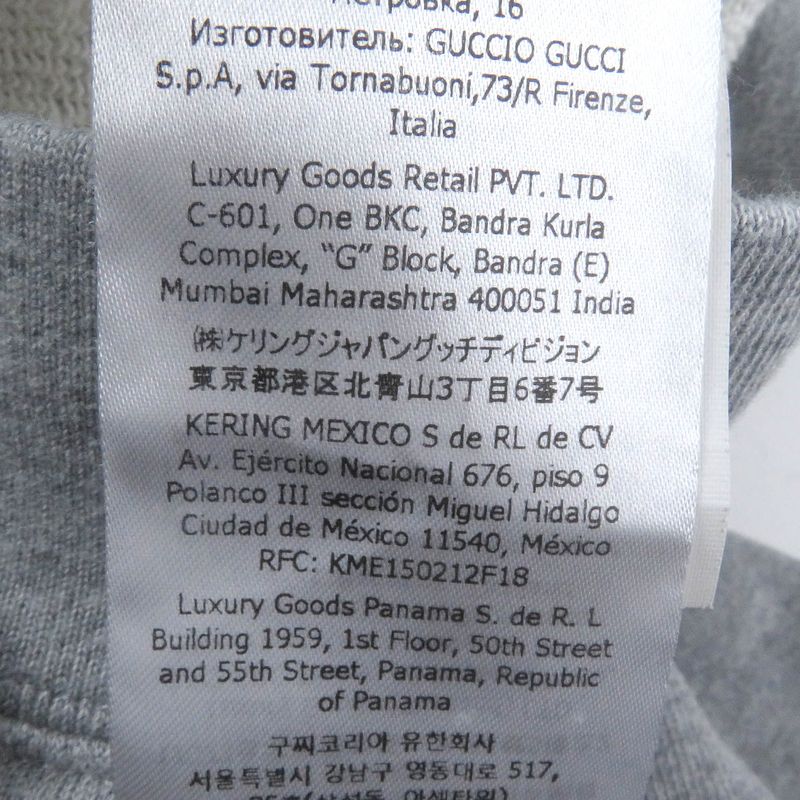 Петровка, 16
Изготовитель: GUCCIO GUCCI
S.p.A, via Tornabuoni,73/R Firenze,
Italia
Luxury Goods Retail PVT. LTD.
C-601, One BKC, Bandra Kurla
Complex, “G” Block, Bandra (E)
Mumbai Maharashtra 400051 India
㈱ケリングジャパングッチディビジョン
東京都港区北青山3丁目6番7号
KERING MEXICO S de RL de CV
Av. Ejército Nacional 676, piso 9
Polanco III sección Miguel Hidalgo
Ciudad de México 11540, México
RFC: KME150212F18
Luxury Goods Panama S. de R. L
Building 1959, 1st Floor, 50th Street
and 55th Street, Panama, Republic
of Panama
구찌코리아 유한회사
서울특별시 강남구 영동대로 517,